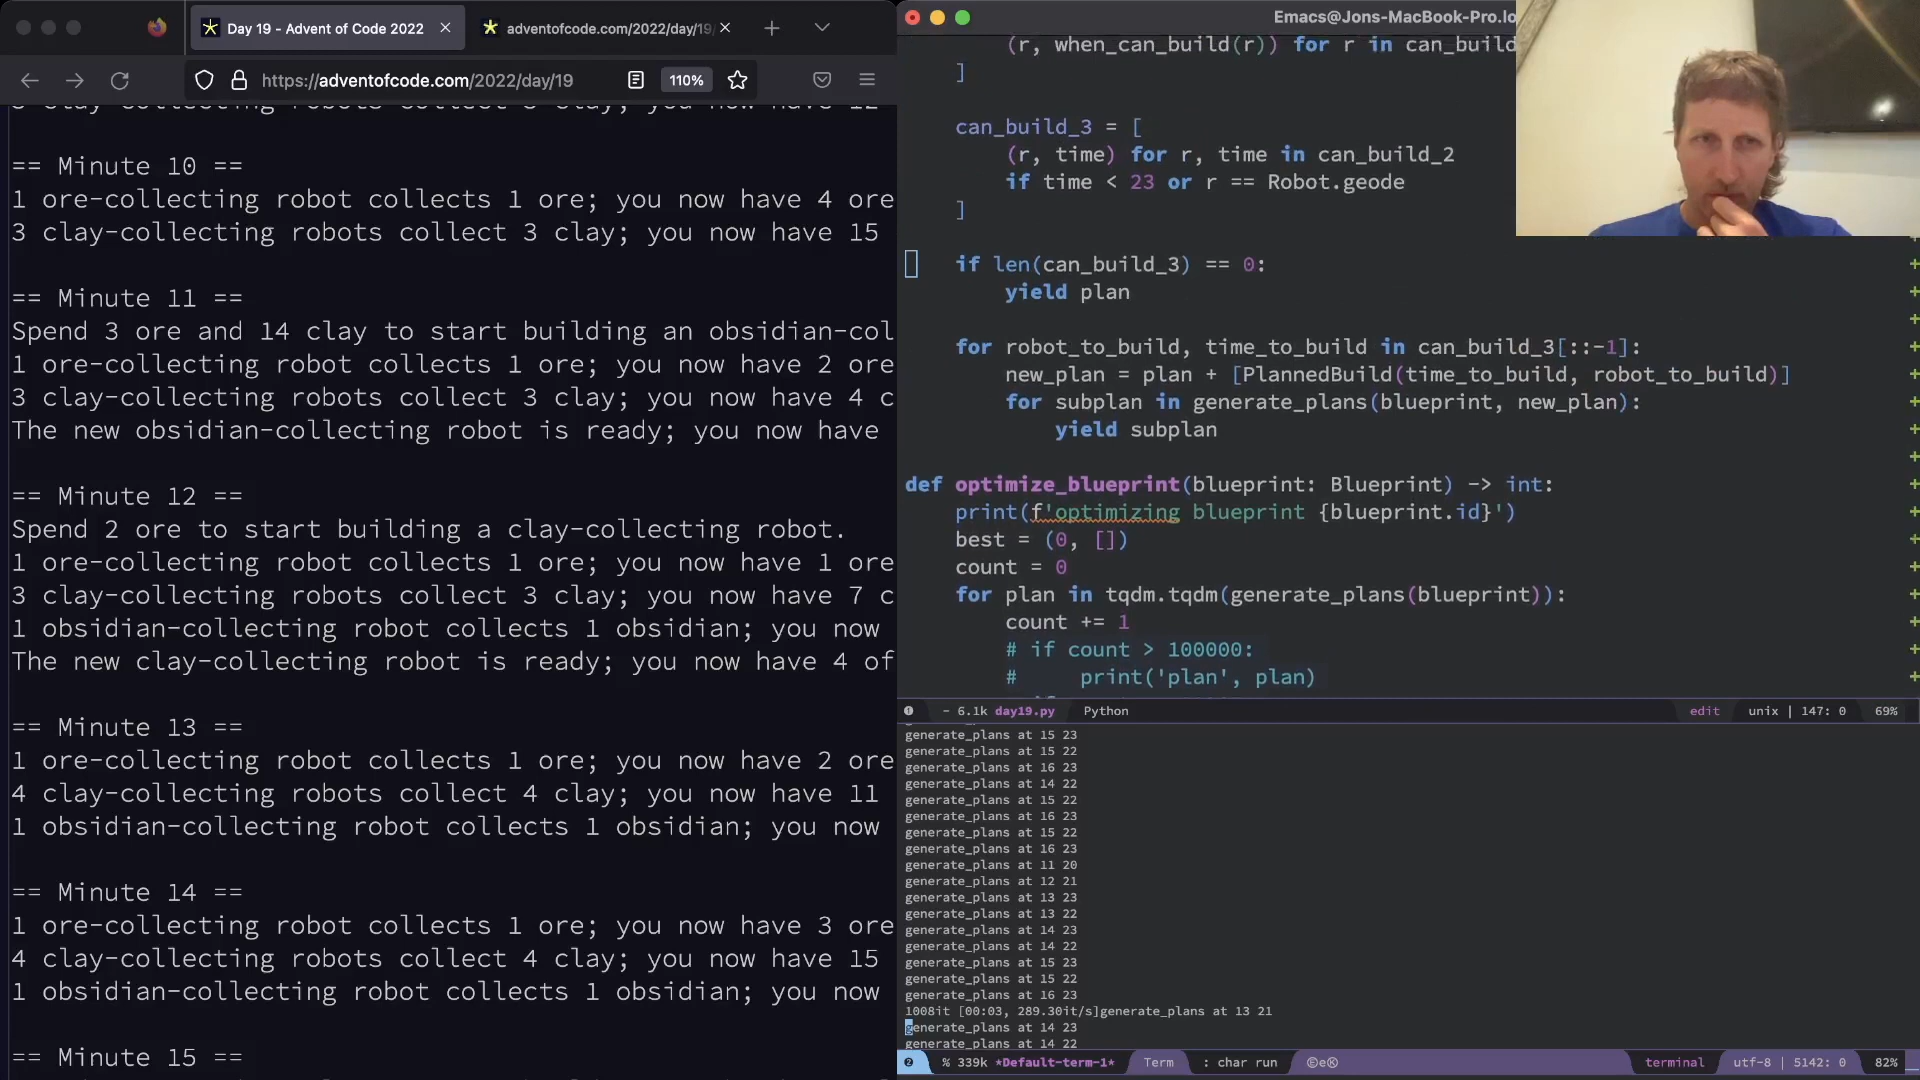 Day 19 - Advent of Code 2022
adventofcode.com/2022/day/19
https://adventofcode.com/2022/day/19
110%
3 clay-collecting robots collect 3 clay; you now have 12
== Minute 10 ==
1 ore-collecting robot collects 1 ore; you now have 4 ore
3 clay-collecting robots collect 3 clay; you now have 15
== Minute 11 ==
Spend 3 ore and 14 clay to start building an obsidian-col
1 ore-collecting robot collects 1 ore; you now have 2 ore
3 clay-collecting robots collect 3 clay; you now have 4 c
The new obsidian-collecting robot is ready; you now have
== Minute 12 ==
Spend 2 ore to start building a clay-collecting robot.
1 ore-collecting robot collects 1 ore; you now have 1 ore
3 clay-collecting robots collect 3 clay; you now have 7 c
1 obsidian-collecting robot collects 1 obsidian; you now
The new clay-collecting robot is ready; you now have 4 of
== Minute 13 ==
1 ore-collecting robot collects 1 ore; you now have 2 ore
4 clay-collecting robots collect 4 clay; you now have 11
1 obsidian-collecting robot collects 1 obsidian; you now
== Minute 14 ==
1 ore-collecting robot collects 1 ore; you now have 3 ore
4 clay-collecting robots collect 4 clay; you now have 15
1 obsidian-collecting robot collects 1 obsidian; you now
== Minute 15 ==
Emacs@Jons-MacBook-Pro.lo
(r, when_can_build(r)) for r in can_build
]
can_build_3 = [
(r, time) for r, time in can_build_2
if time < 23 or r == Robot.geode
]
if len(can_build_3) == 0:
yield plan
for robot_to_build, time_to_build in can_build_3[::-1]:
new_plan = plan + [PlannedBuild(time_to_build, robot_to_build)]
for subplan in generate_plans(blueprint, new_plan):
yield subplan
def optimize_blueprint(blueprint: Blueprint) -> int:
print(f'optimizing blueprint {blueprint.id}')
best = (0, [])
count = 0
for plan in tqdm.tqdm(generate_plans(blueprint)):
count += 1
# if count > 100000:
#     print('plan', plan)
- 6.1k day19.py Python edit unix | 147: 0 69%
generate_plans at 15 23
generate_plans at 15 22
generate_plans at 16 23
generate_plans at 14 22
generate_plans at 15 22
generate_plans at 16 23
generate_plans at 15 22
generate_plans at 16 23
generate_plans at 11 20
generate_plans at 12 21
generate_plans at 13 23
generate_plans at 13 22
generate_plans at 14 23
generate_plans at 14 22
generate_plans at 15 23
generate_plans at 15 22
generate_plans at 16 23
1008it [00:03, 289.30it/s]generate_plans at 13 21
generate_plans at 14 23
generate_plans at 14 22
% 339k *Default-term-1* Term : char run terminal utf-8 | 5142: 0 82%